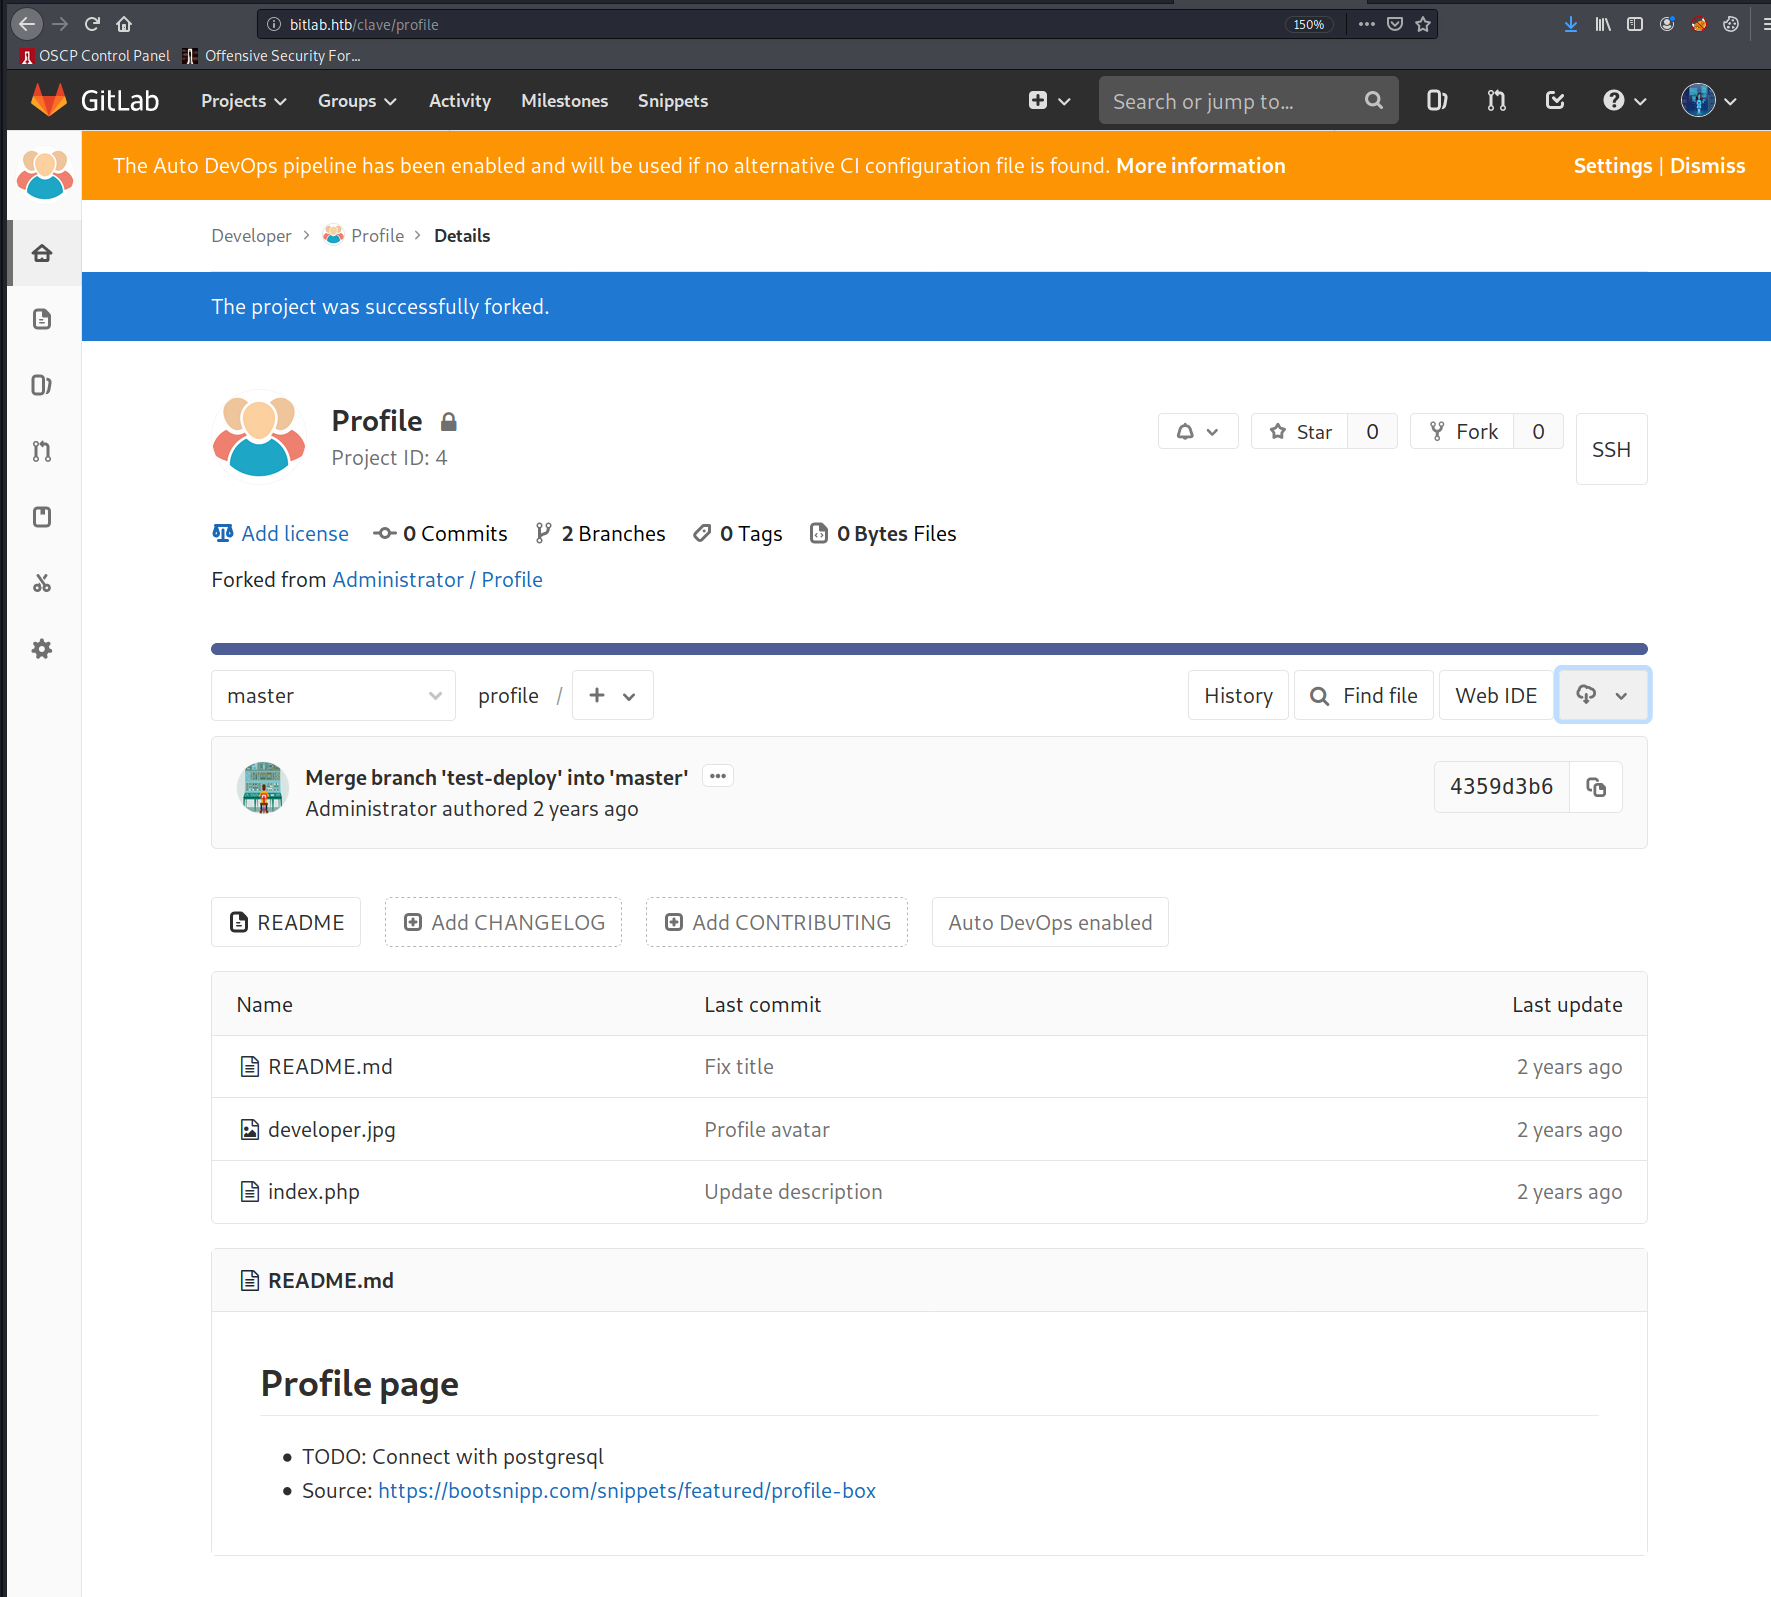 bitlab.htb/clave/profile 150%
OSCP Control Panel Offensive Security For...
GitLab Projects Groups Activity Milestones Snippets Search or jump to...
The Auto DevOps pipeline has been enabled and will be used if no alternative CI configuration file is found. More information Settings | Dismiss
Developer > Profile > Details
The project was successfully forked.
Profile
Project ID: 4
Star 0 Fork 0 SSH
Add license 0 Commits 2 Branches 0 Tags 0 Bytes Files
Forked from Administrator / Profile
master profile / + History Find file Web IDE
Merge branch 'test-deploy' into 'master'
Administrator authored 2 years ago
4359d3b6
README Add CHANGELOG Add CONTRIBUTING Auto DevOps enabled
Name Last commit Last update
README.md Fix title 2 years ago
developer.jpg Profile avatar 2 years ago
index.php Update description 2 years ago
README.md
Profile page
• TODO: Connect with postgresql
• Source: https://bootsnipp.com/snippets/featured/profile-box